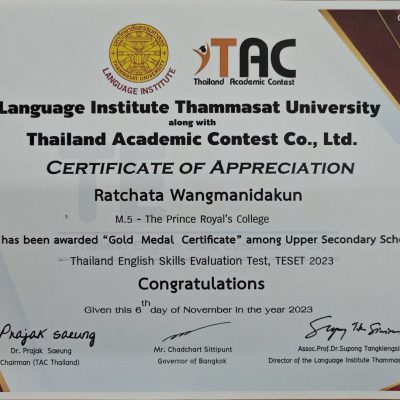 LANGUAGE INSTITUTE
TAC
Thailand Academic Contest
Language Institute Thammasat University
along with
Thailand Academic Contest Co., Ltd.
CERTIFICATE OF APPRECIATION
Ratchata Wangmanidakun
M.5 - The Prince Royal's College
has been awarded "Gold Medal Certificate" among Upper Secondary
Thailand English Skills Evaluation Test, TESET 2023
Congratulations
Given this 6th day of November in the year 2023
Prajak Saeung
Dr. Prajak Saeung
Chairman (TAC Thailand)
Mr. Chadchart Sittipunt
Governor of Bangkok
Assoc.Prof.Dr.Supong Tangkiengsir
Director of the Language Institute Thammas